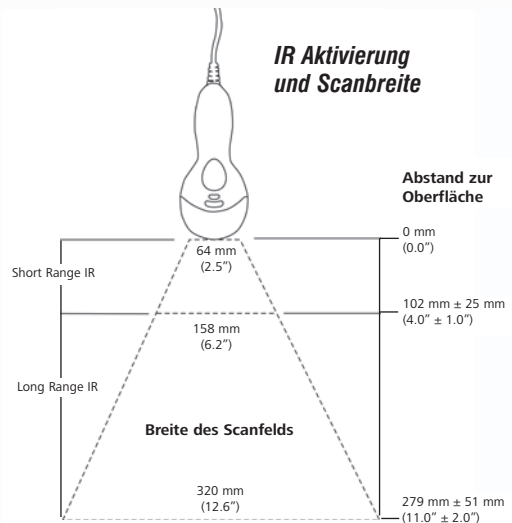 IR Aktivierung
und Scanbreite
Abstand zur
Oberfläche
0 mm
(0.0”)
64 mm
(2.5”)
Short Range IR
102 mm ± 25 mm
(4.0” ± 1.0”)
158 mm
(6.2”)
Long Range IR
Breite des Scanfelds
320 mm
(12.6”)
279 mm ± 51 mm
(11.0” ± 2.0”)